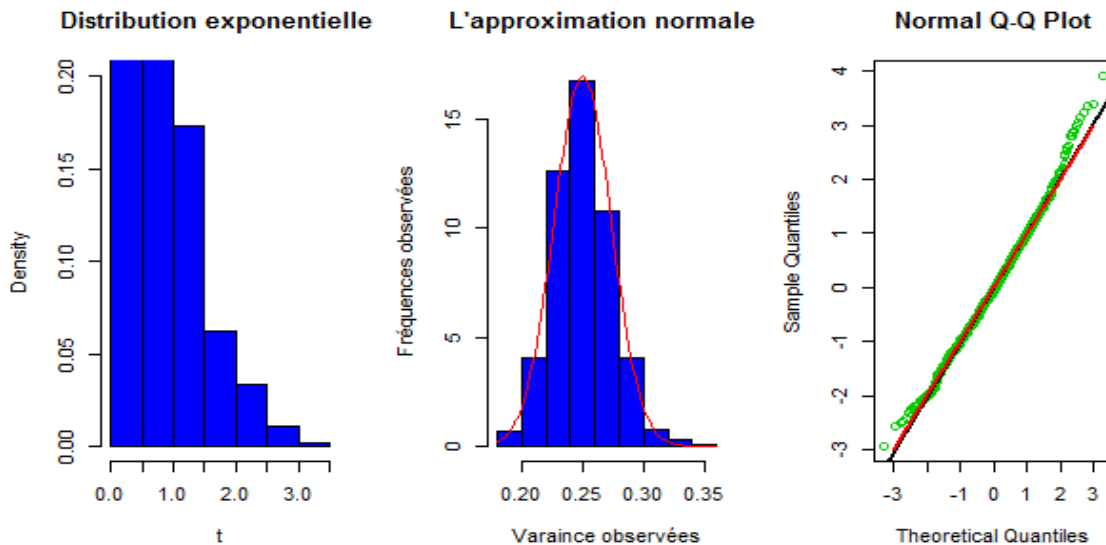 Distribution exponentielle
Density
0.00 0.05 0.10 0.15 0.20
0.0 1.0 2.0 3.0
t
L'approximation normale
Fréquences observées
0 5 10 15
0.20 0.25 0.30 0.35
Varaince observées
Normal Q-Q Plot
Sample Quantiles
-3 -2 -1 0 1 2 3 4
-3 -1 0 1 2 3
Theoretical Quantiles